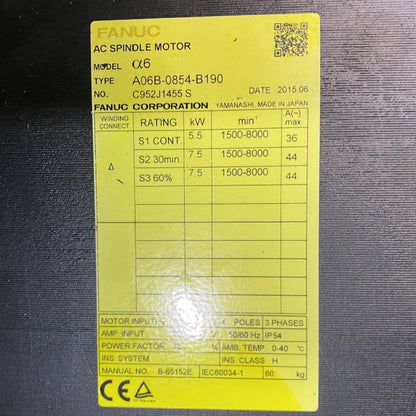 FANUC
AC SPINDLE MOTOR
MODEL α6
TYPE A06B-0854-B190
NO. C952J1455 S DATE 2015.06
FANUC CORPORATION YAMANASHI, MADE IN JAPAN
WINDING CONNECT. RATING kW min⁻¹ A(~) max.
Δ S1 CONT. 5.5 1500-8000 36
S2 30min. 7.5 1500-8000 44
S3 60% 7.5 1500-8000 44
MOTOR INPUT 4 POLES 3 PHASES
AMP. INPUT 50/60 Hz IP54
POWER FACTOR % AMB. TEMP. 0-40 °C
INS. SYSTEM INS. CLASS H
MANUAL NO. B-65152E IEC60034-1 60 kg
CE